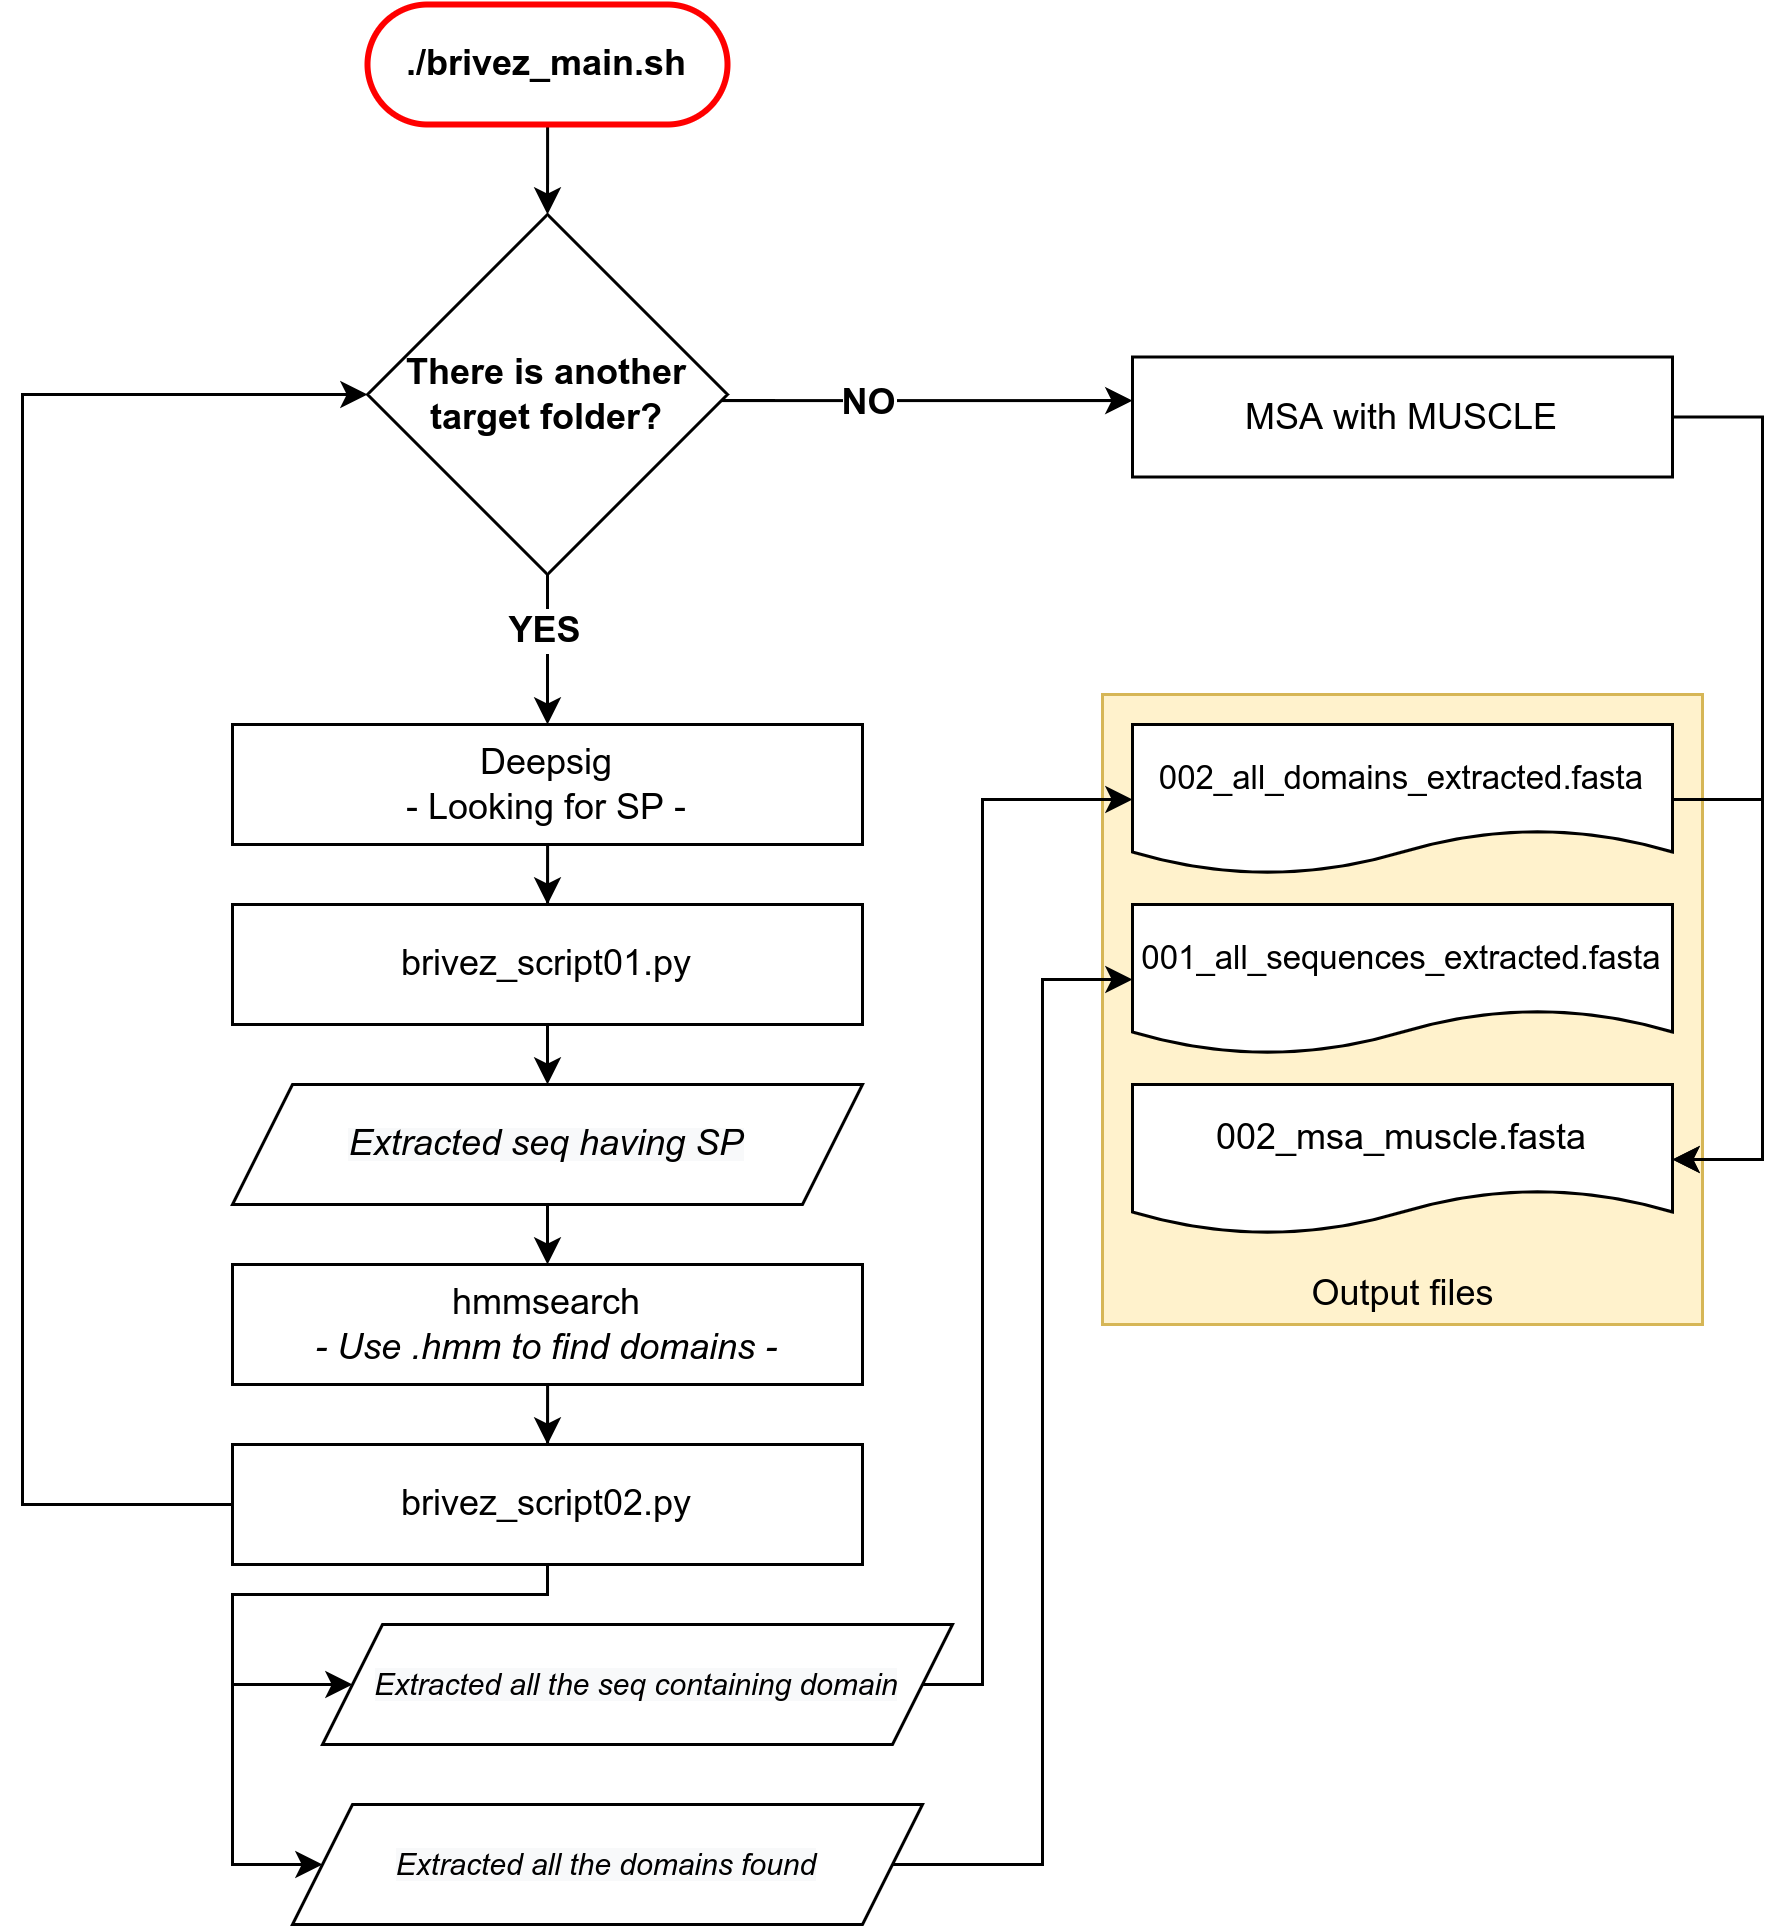 ./brivez_main.sh
There is another
target folder?
NO
MSA with MUSCLE
YES
Deepsig
- Looking for SP -
brivez_script01.py
Extracted seq having SP
hmmsearch
- Use .hmm to find domains -
brivez_script02.py
Extracted all the seq containing domain
Extracted all the domains found
002_all_domains_extracted.fasta
001_all_sequences_extracted.fasta
002_msa_muscle.fasta
Output files